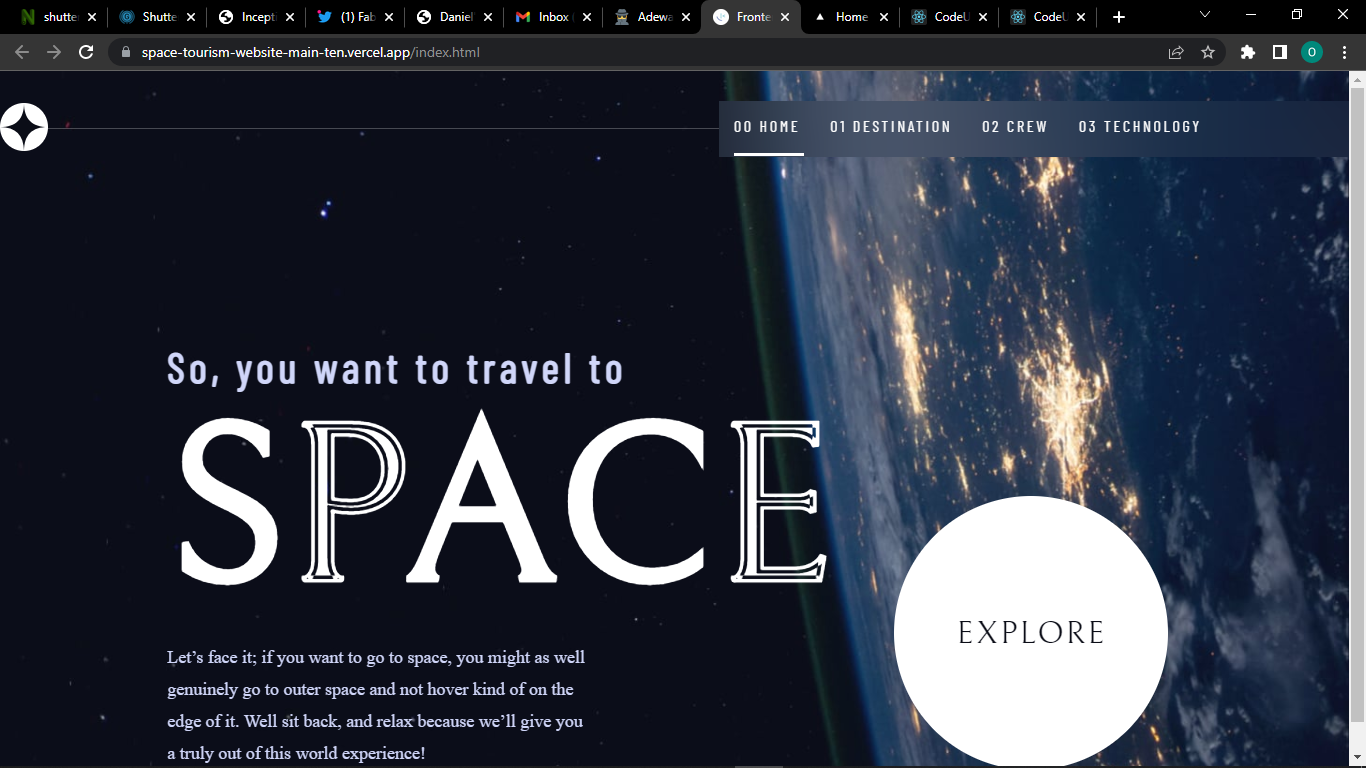 shutte
Shutte
Incept
(1) Fab
Daniel
Inbox
Adewa
Fronte
Home
CodeU
CodeU
space-tourism-website-main-ten.vercel.app/index.html
O
00 HOME
01 DESTINATION
02 CREW
03 TECHNOLOGY
So, you want to travel to
SPACE
Let’s face it; if you want to go to space, you might as well
genuinely go to outer space and not hover kind of on the
edge of it. Well sit back, and relax because we’ll give you
a truly out of this world experience!
EXPLORE